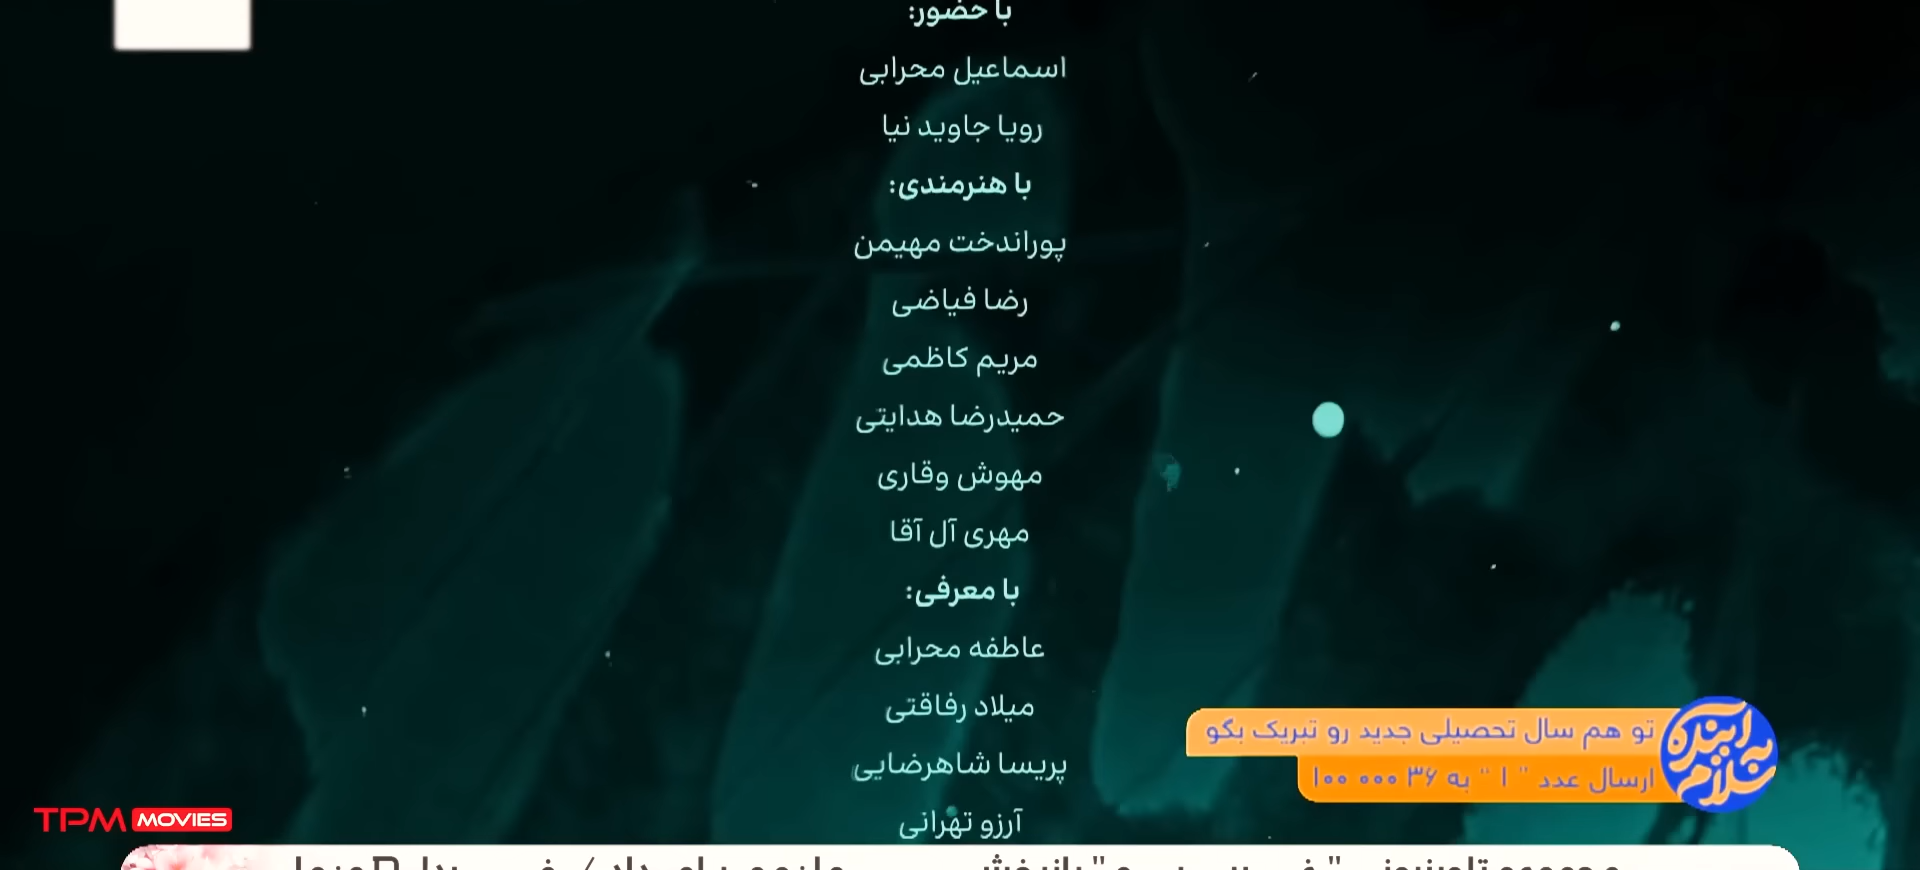 با حضور:
اسماعیل محرابی
رویا جاوید نیا
با هنرمندی:
پوراندخت مهیمن
رضا فیاضی
مریم کاظمی
حمیدرضا هدایتی
مهوش وقاری
مهری آل آقا
با معرفی:
عاطفه محرابی
میلاد رفاقتی
پریسا شاهرضایی
آرزو تهرانی
تو هم سال تحصیلی جدید رو تبریک بگو
ارسال عدد " ۱ " به ۳۶ ۰۰۰ ۱۰۰
سلام به آینده
TPM MOVIES